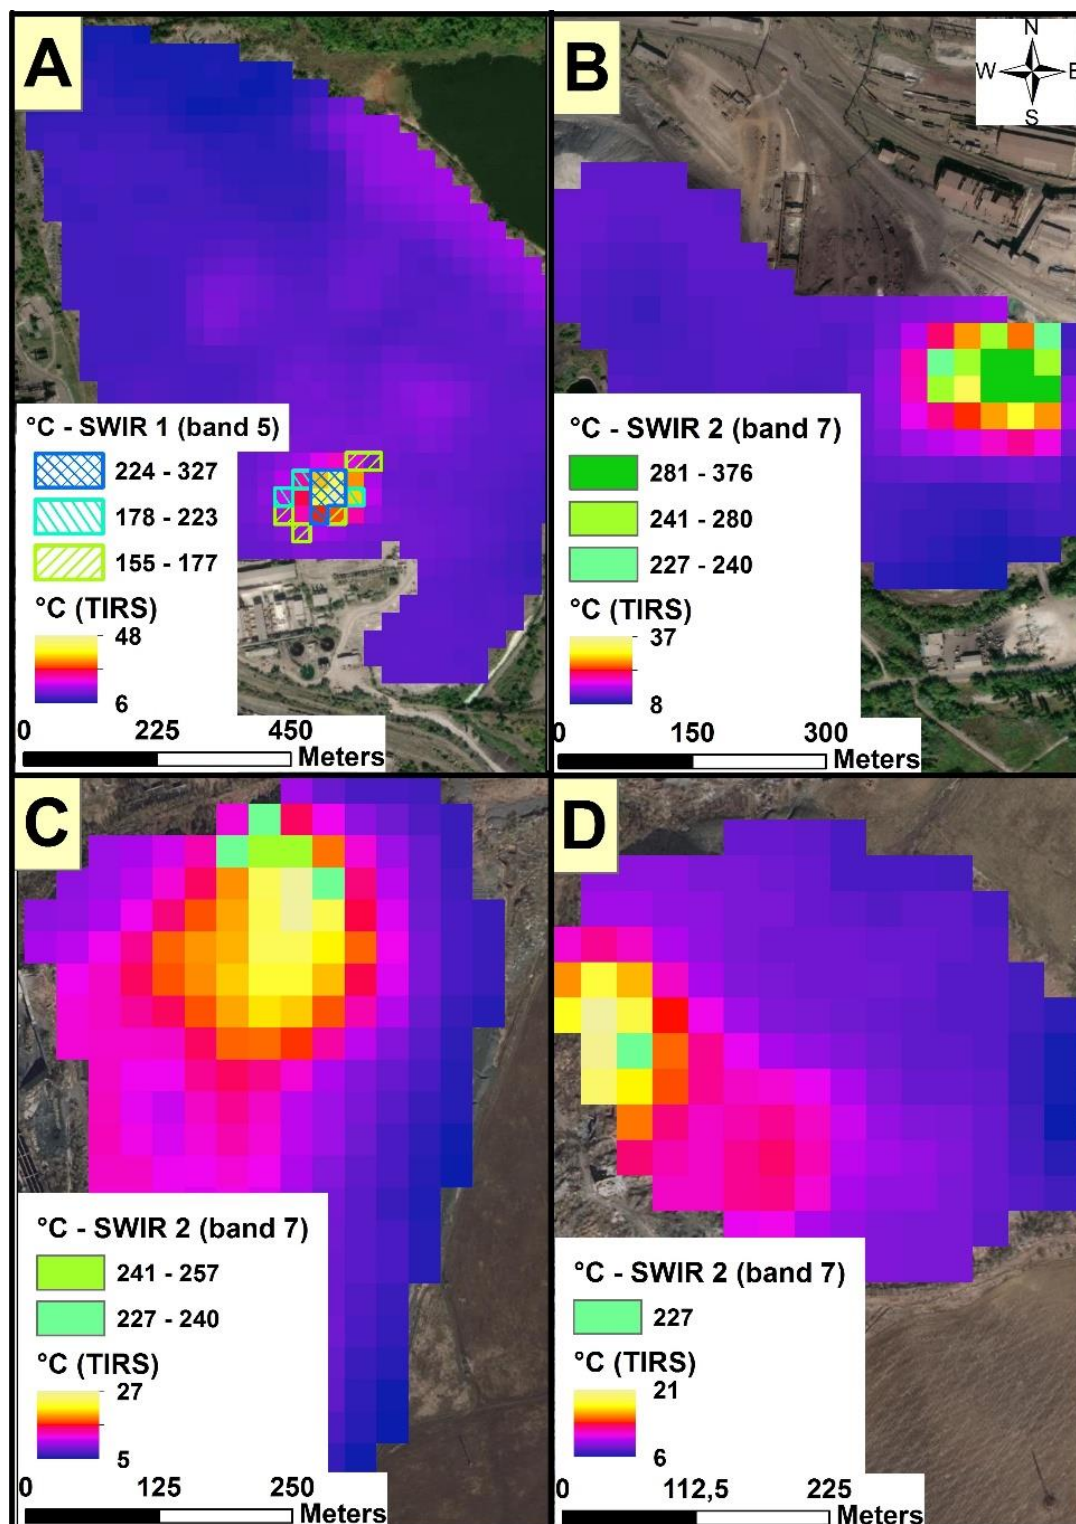 A
°C - SWIR 1 (band 5)
224 - 327
178 - 223
155 - 177
°C (TIRS)
48
6
0 225 450
Meters
B
N
W E
S
°C - SWIR 2 (band 7)
281 - 376
241 - 280
227 - 240
°C (TIRS)
37
8
0 150 300
Meters
C
°C - SWIR 2 (band 7)
241 - 257
227 - 240
°C (TIRS)
27
5
0 125 250
Meters
D
°C - SWIR 2 (band 7)
227
°C (TIRS)
21
6
0 112,5 225
Meters